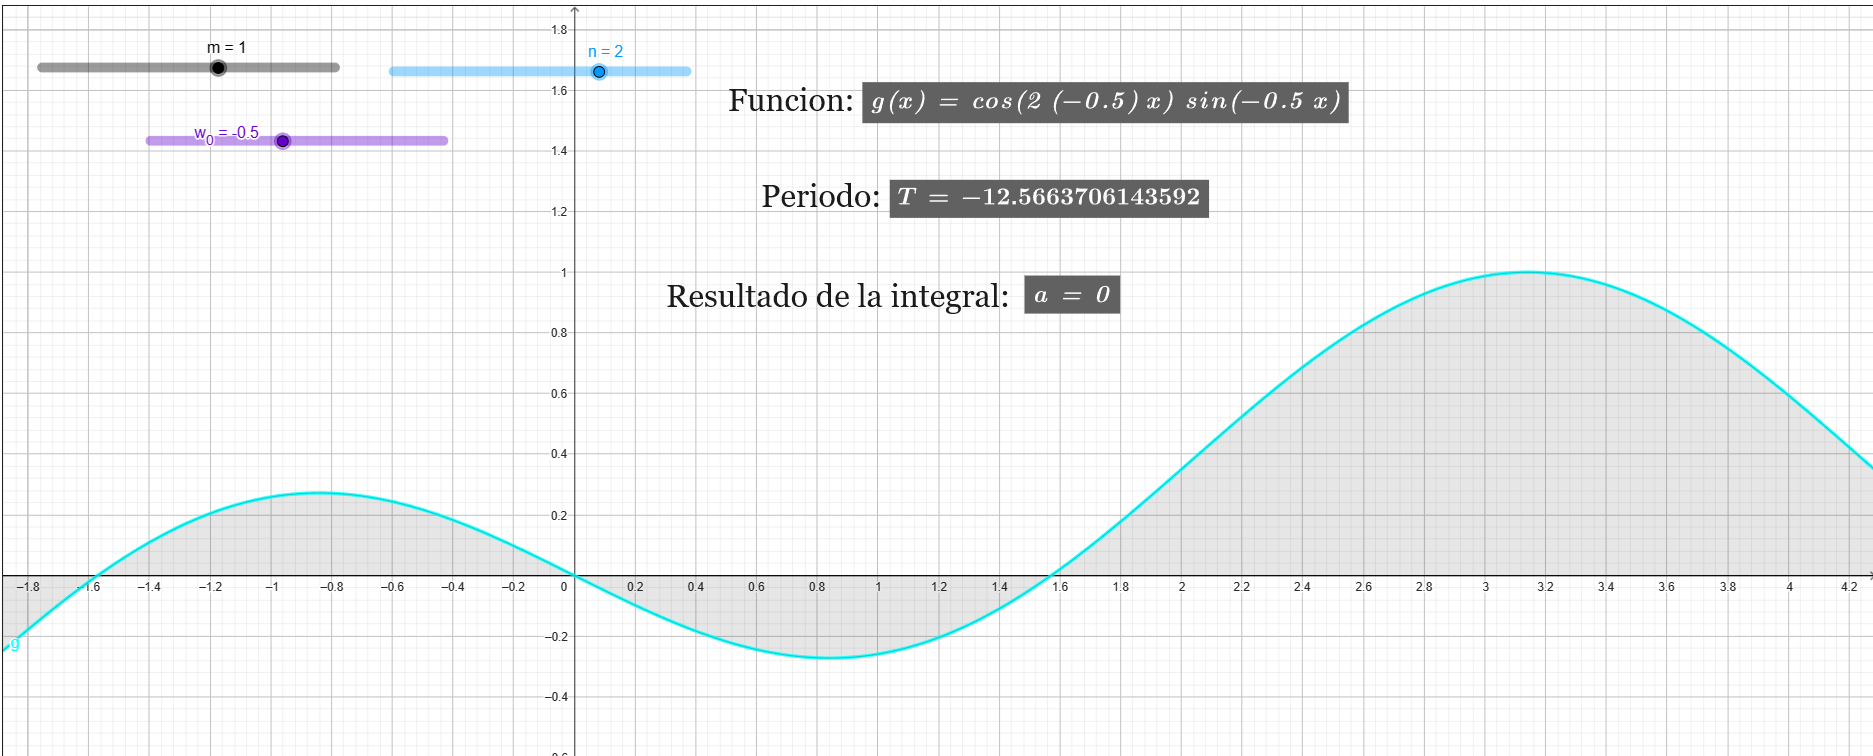 m = 1
n = 2
w0 = -0.5
Funcion: g(x) = cos(2 (−0.5) x) sin(−0.5 x)
Periodo: T = −12.5663706143592
Resultado de la integral: a = 0
1.8
1.6
1.4
1.2
1
0.8
0.6
0.4
0.2
−1.8 −1.6 −1.4 −1.2 −1 −0.8 −0.6 −0.4 −0.2 0 0.2 0.4 0.6 0.8 1 1.2 1.4 1.6 1.8 2 2.2 2.4 2.6 2.8 3 3.2 3.4 3.6 3.8 4 4.2
g
−0.2
−0.4